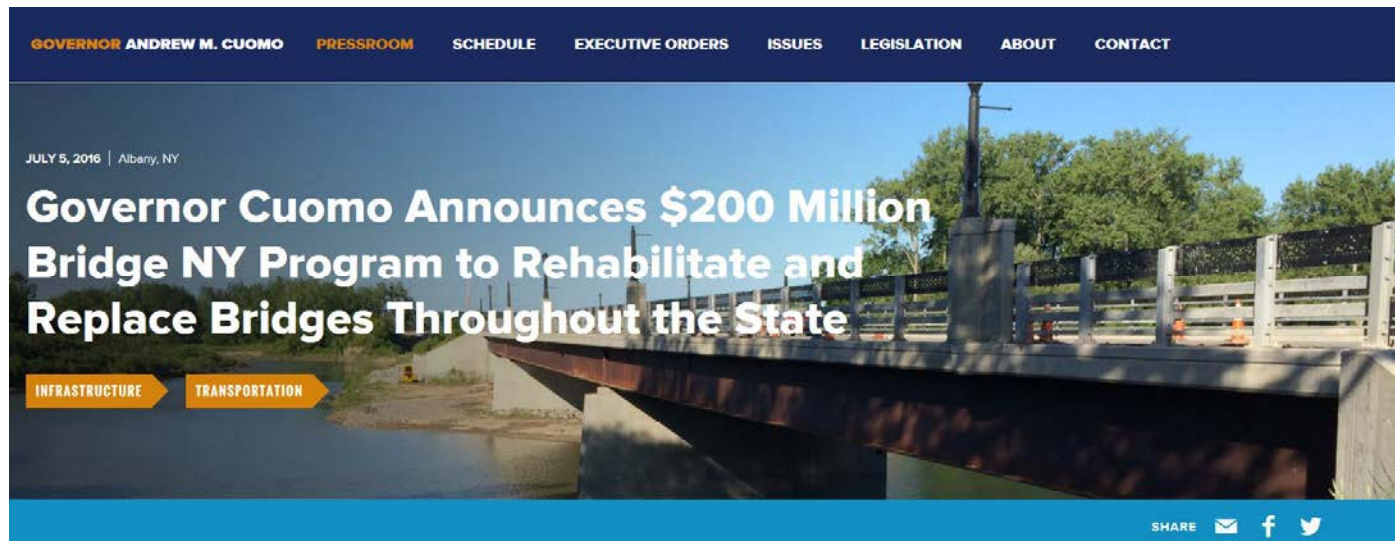 GOVERNOR ANDREW M. CUOMO PRESSROOM SCHEDULE EXECUTIVE ORDERS ISSUES LEGISLATION ABOUT CONTACT
JULY 5, 2016 | Albany, NY
Governor Cuomo Announces $200 Million
Bridge NY Program to Rehabilitate and
Replace Bridges Throughout the State
INFRASTRUCTURE TRANSPORTATION
SHARE